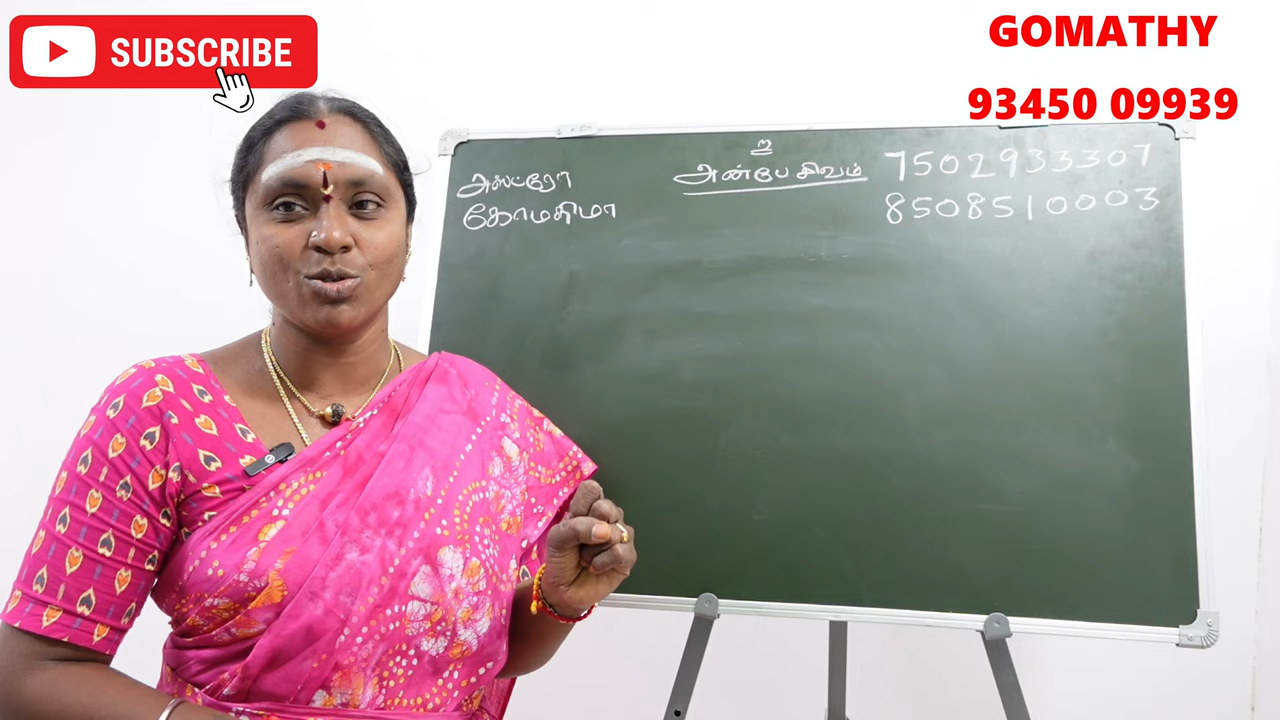 SUBSCRIBE
GOMATHY
93450 09939
உ
அஸ்ட்ரோ
கோமதிமா
அன்பே சிவம்
7502933307
8508510003